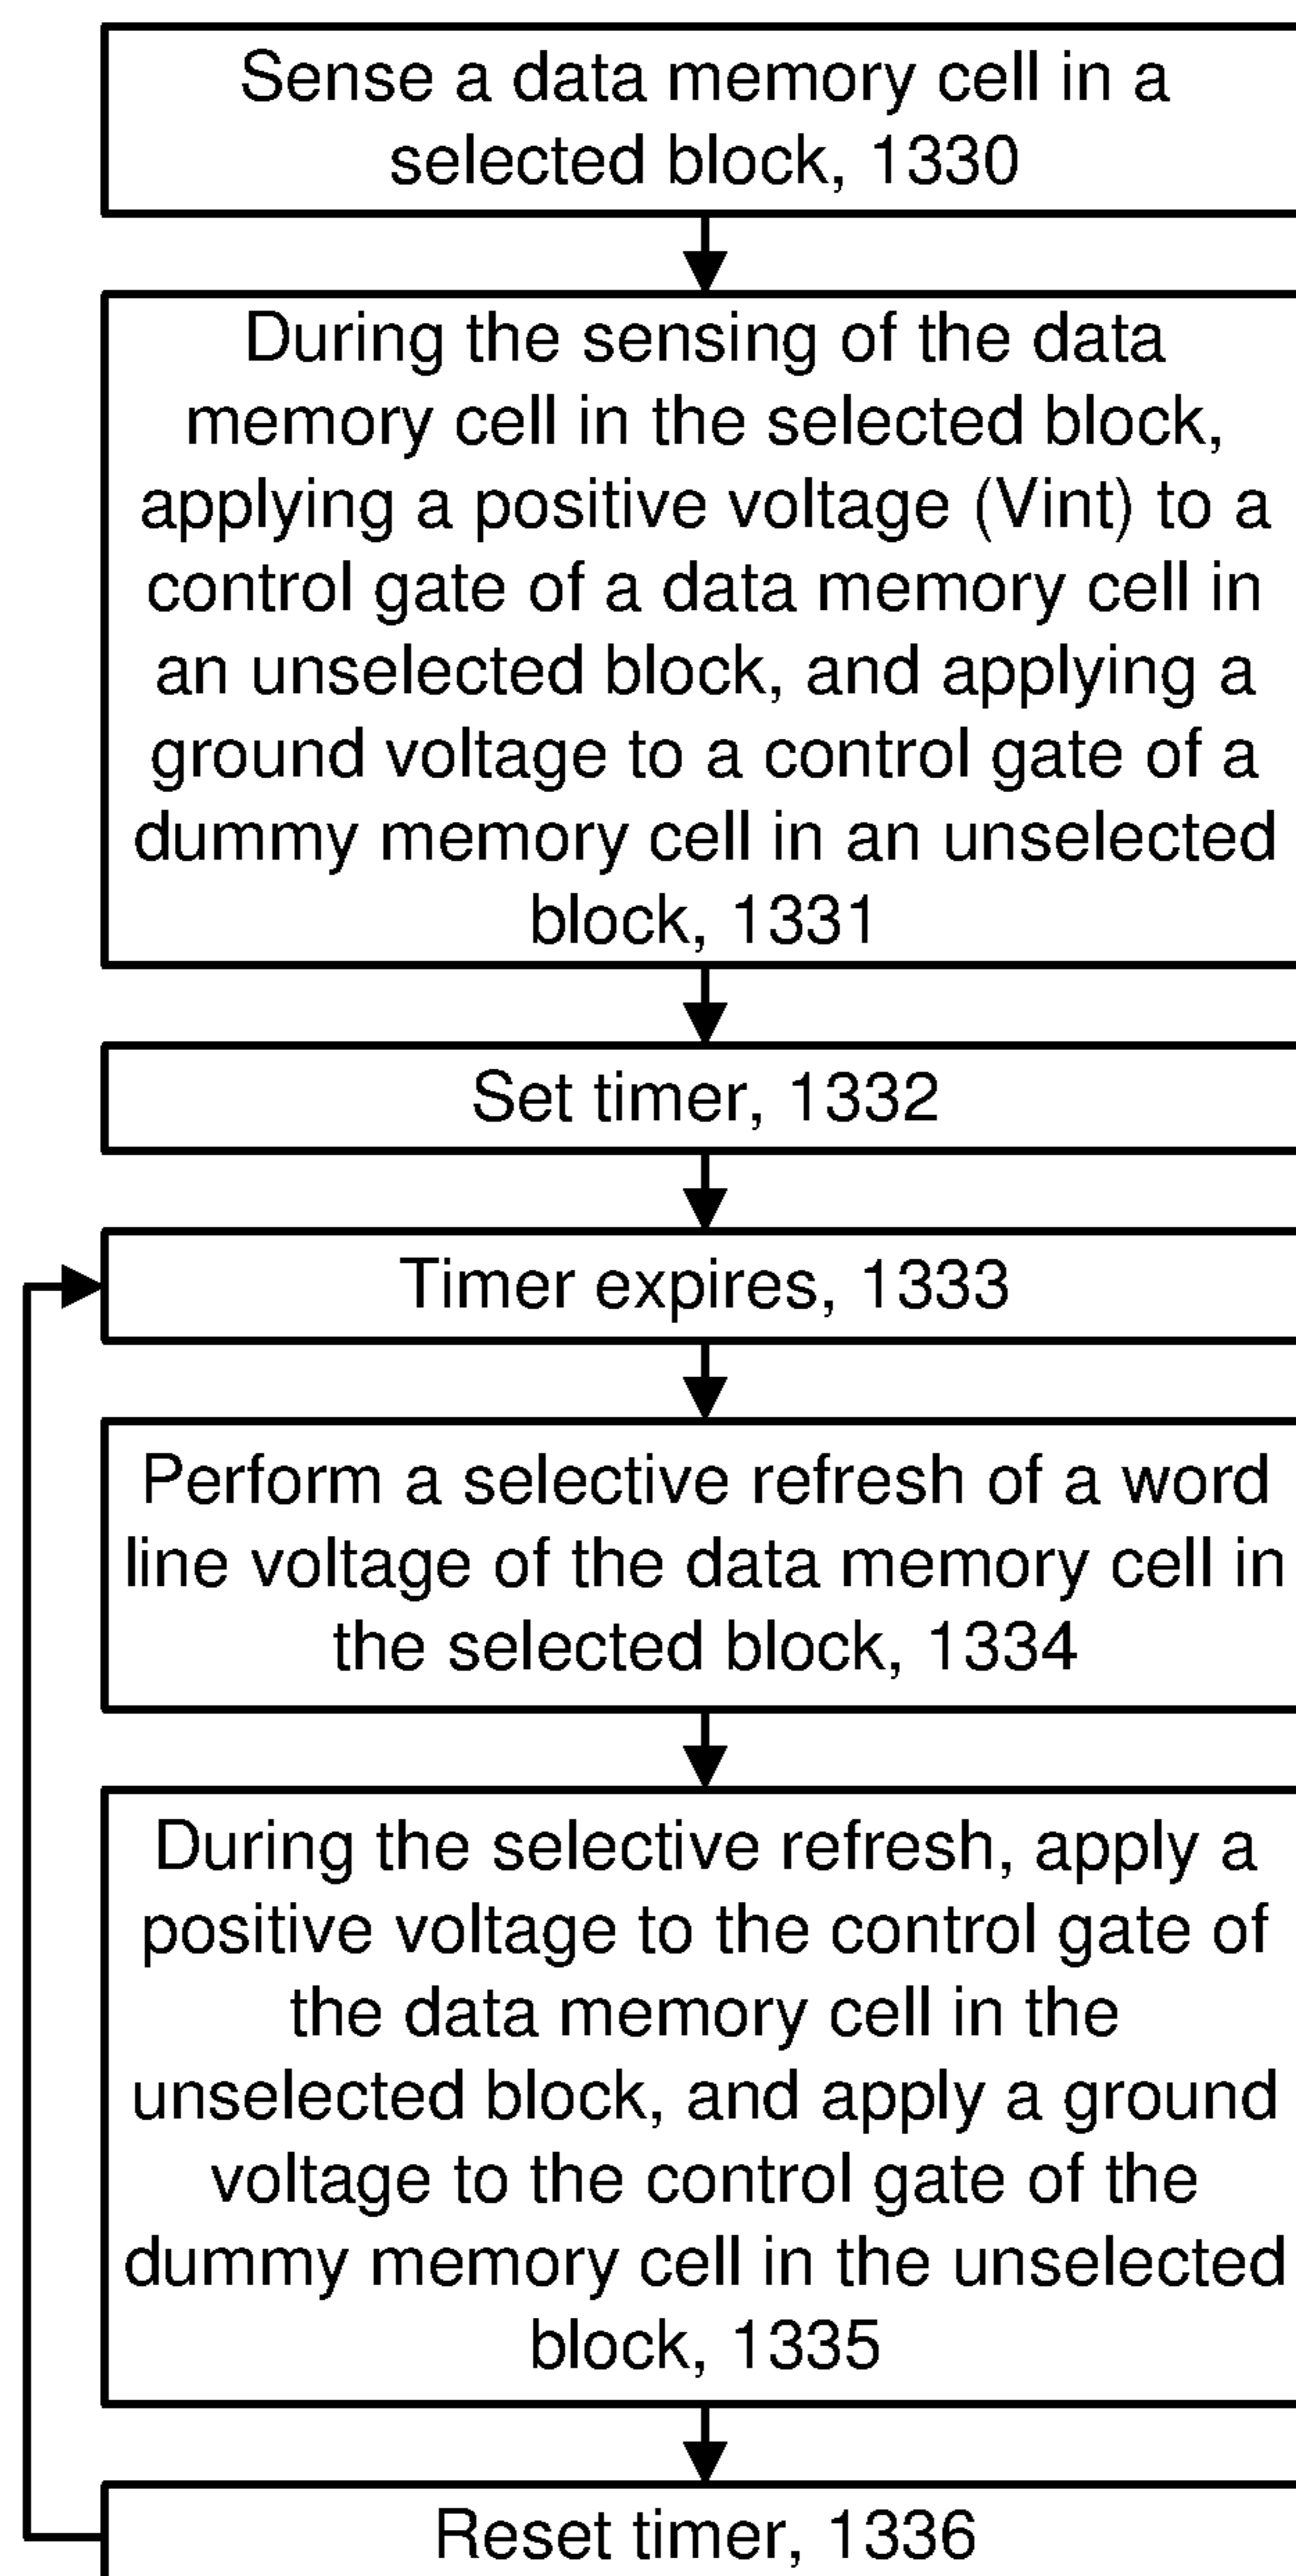 Sense a data memory cell in a
selected block, 1330
During the sensing of the data
memory cell in the selected block,
applying a positive voltage (Vint) to a
control gate of a data memory cell in
an unselected block, and applying a
ground voltage to a control gate of a
dummy memory cell in an unselected
block, 1331
Set timer, 1332
Timer expires, 1333
Perform a selective refresh of a word
line voltage of the data memory cell in
the selected block, 1334
During the selective refresh, apply a
positive voltage to the control gate of
the data memory cell in the
unselected block, and apply a ground
voltage to the control gate of the
dummy memory cell in the unselected
block, 1335
Reset timer, 1336